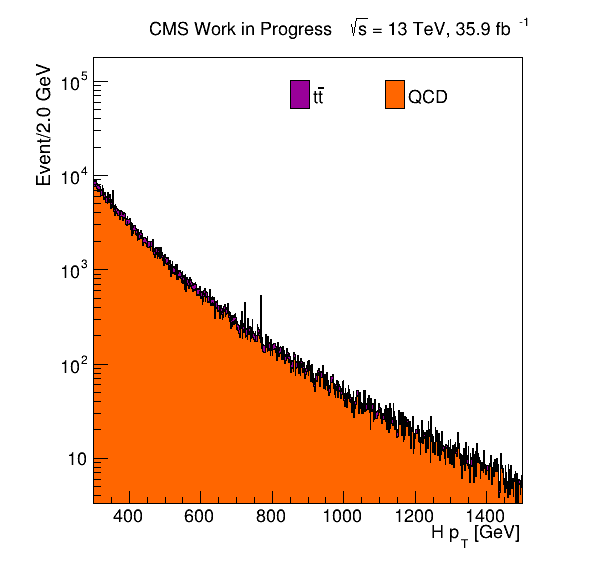 CMS Work in Progress √s = 13 TeV, 35.9 fb⁻¹
Event/2.0 GeV
tt̄ QCD
10⁵
10⁴
10³
10²
10
400 600 800 1000 1200 1400
H p_T [GeV]